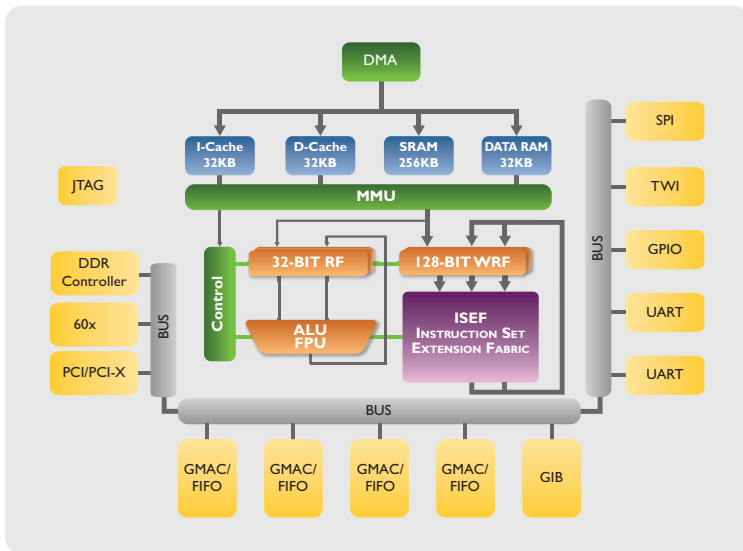 DMA
I-Cache
32KB
D-Cache
32KB
SRAM
256KB
DATA RAM
32KB
MMU
JTAG
DDR
Controller
60x
PCI/PCI-X
BUS
Control
32-BIT RF
128-BIT WRF
ALU
FPU
ISEF
INSTRUCTION SET
EXTENSION FABRIC
BUS
SPI
TWI
GPIO
UART
UART
BUS
GMAC/
FIFO
GMAC/
FIFO
GMAC/
FIFO
GMAC/
FIFO
GIB